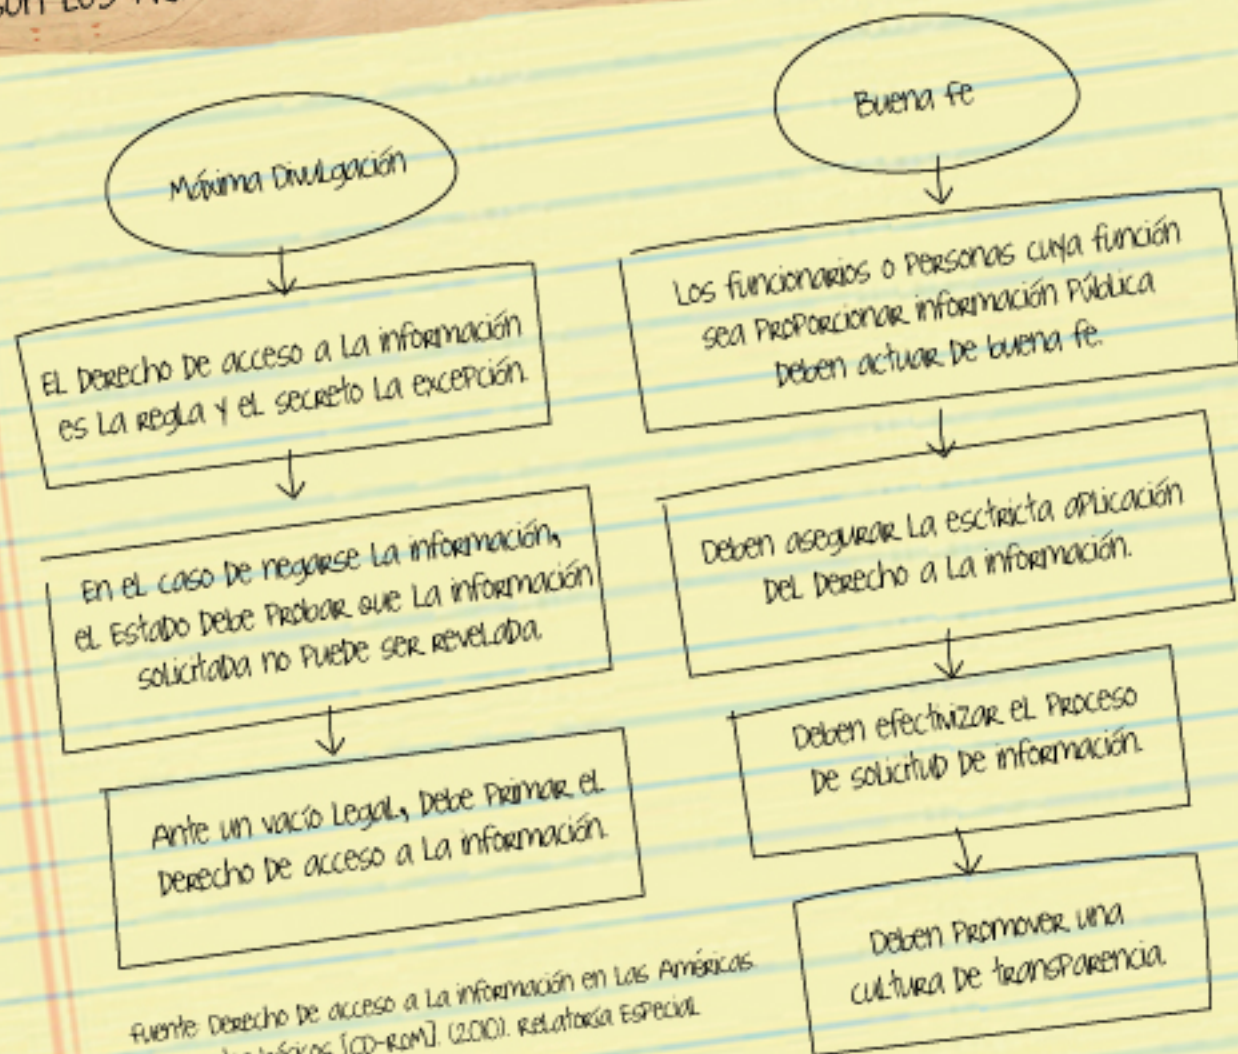 SON LOS
Máxima Divulgación
El derecho de acceso a la información
es la regla y el secreto la excepción.
En el caso de negarse la información,
el Estado debe probar que la información
solicitada no puede ser revelada.
Ante un vacío legal, debe primar el
derecho de acceso a la información.
Buena fe
Los funcionarios o personas cuya función
sea proporcionar información pública
deben actuar de buena fe.
Deben asegurar la esctricta aplicación
del derecho a la información.
Deben efectivizar el proceso
de solicitud de información.
Deben promover una
cultura de transparencia.
Fuente: Derecho de acceso a la información en las Américas.
[CD-ROM]. (2010). Relatoría Especial